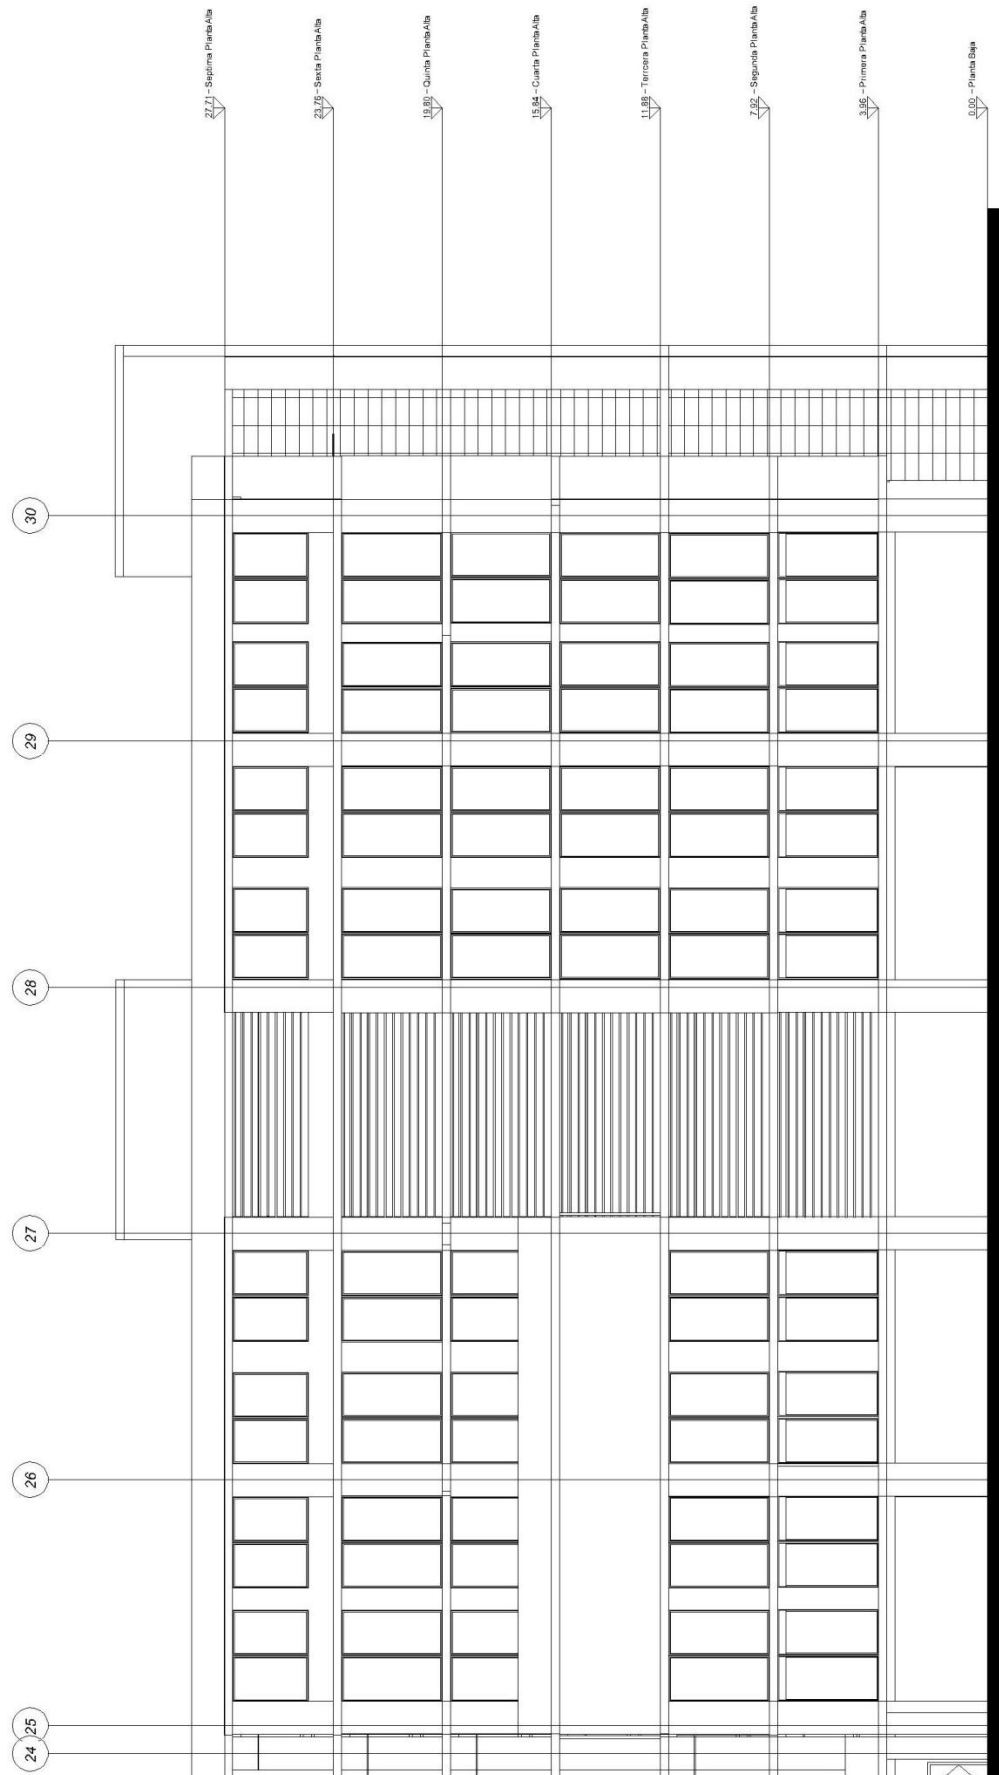 27.71 – Septima Planta Alta
23.76 – Sexta Planta Alta
19.80 – Quinta Planta Alta
15.84 – Cuarta Planta Alta
11.88 – Terrcera Planta Alta
7.92 – Segunda Planta Alta
3.96 – Primera Planta Alta
0.00 – Planta Baja
30
29
28
27
26
25
24